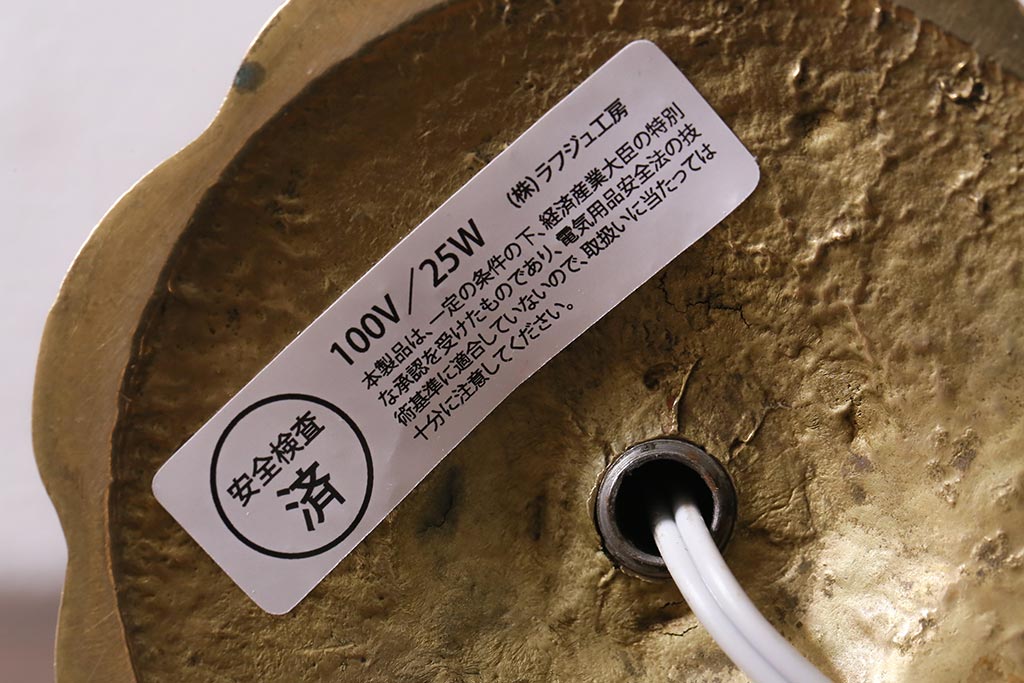 (株)ラフジュ工房
100V／25W
本製品は、一定の条件の下、経済産業大臣の特別
な承認を受けたものであり、電気用品安全法の技
術基準に適合していないので、取扱いに当たっては
十分に注意してください。
安全検査
済